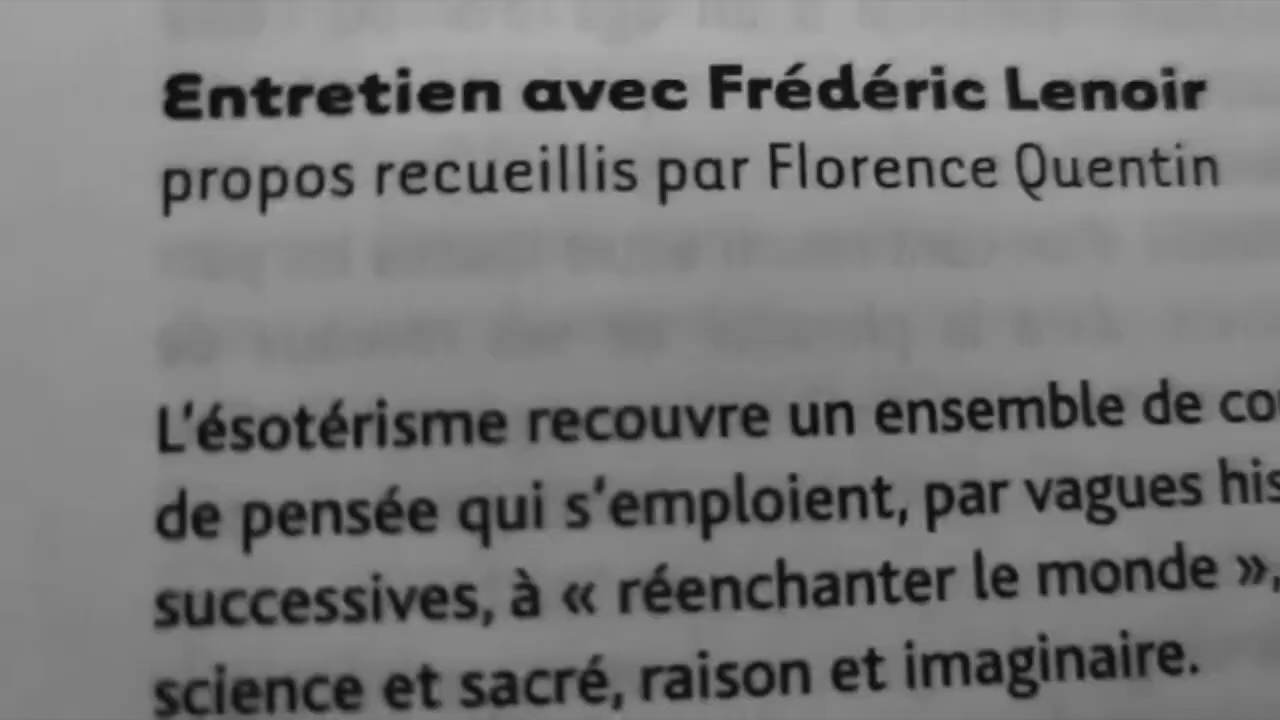 Entretien avec Frédéric Lenoir
propos recueillis par Florence Quentin
L'ésotérisme recouvre un ensemble de
de pensée qui s'emploient, par vagues
successives, à « réenchanter le monde »,
science et sacré, raison et imaginaire.